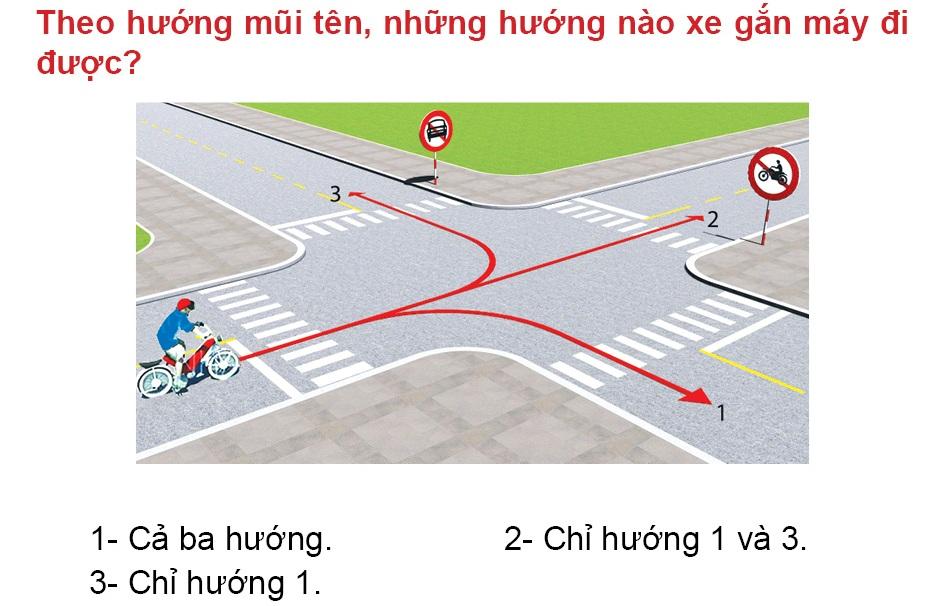 Theo hướng mũi tên, những hướng nào xe gắn máy đi
được?
3
2
1
1- Cả ba hướng.
2- Chỉ hướng 1 và 3.
3- Chỉ hướng 1.